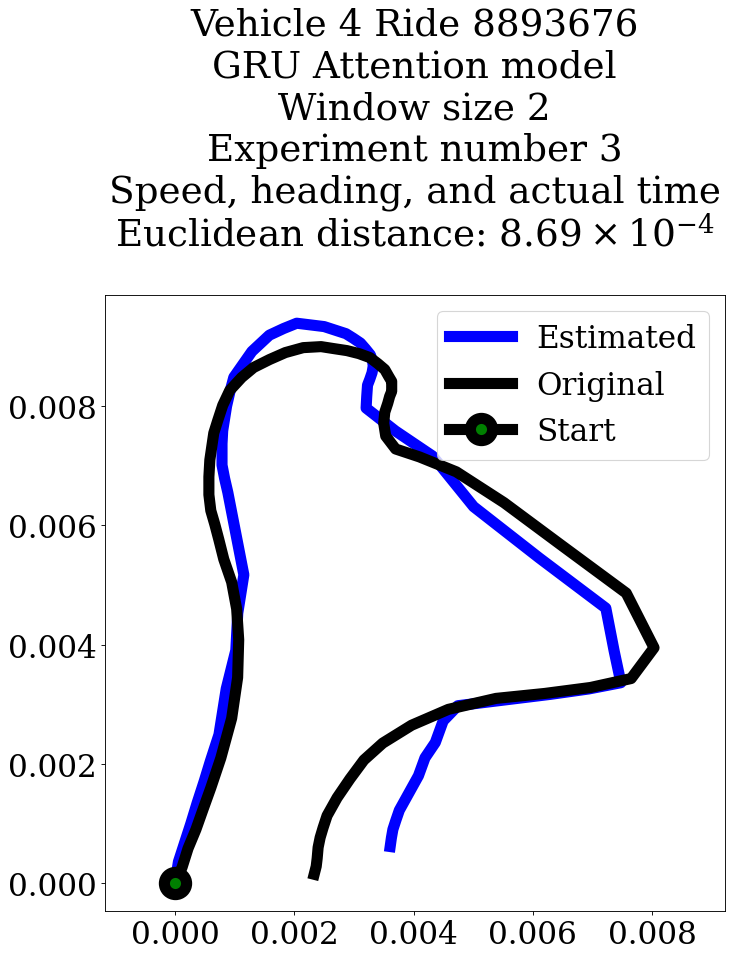 Vehicle 4 Ride 8893676
GRU Attention model
Window size 2
Experiment number 3
Speed, heading, and actual time
Euclidean distance: 8.69 × 10⁻⁴
Estimated
Original
Start
0.008
0.006
0.004
0.002
0.000
0.000 0.002 0.004 0.006 0.008